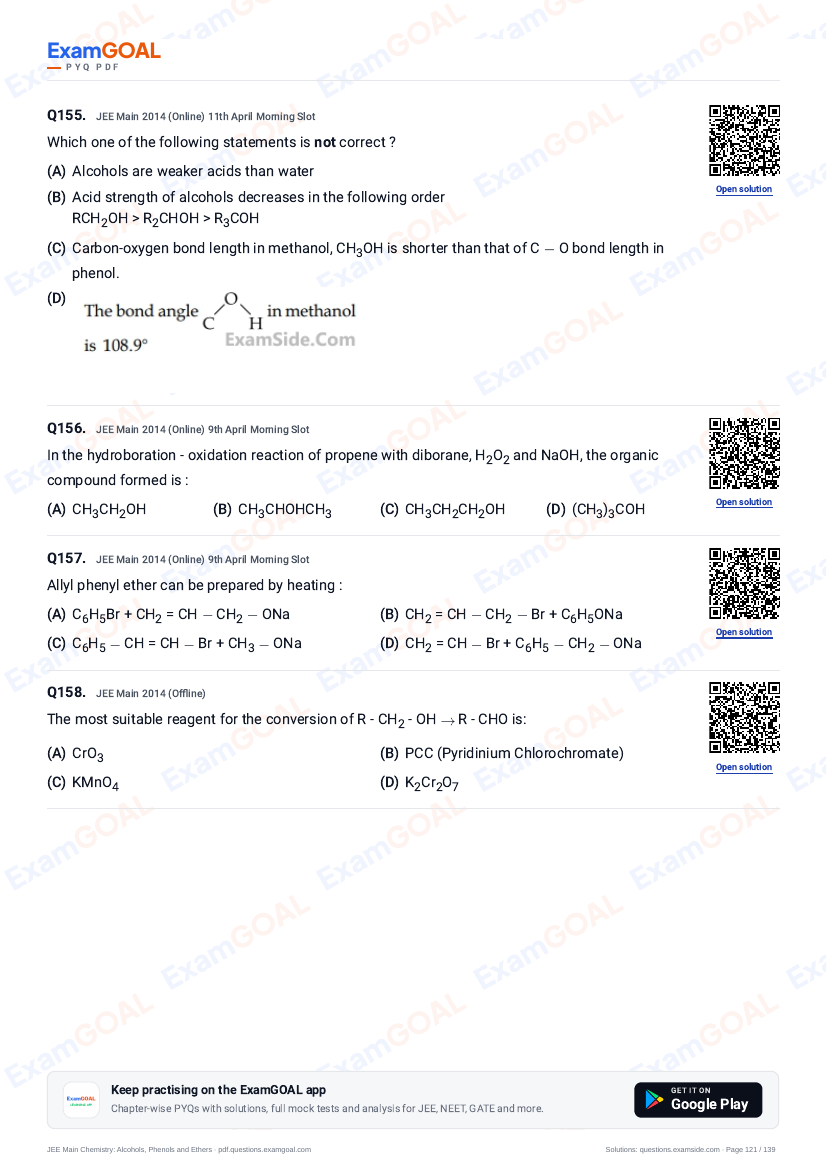 ExamGOAL
PYQ PDF
Q155. JEE Main 2014 (Online) 11th April Morning Slot
Which one of the following statements is not correct ?
(A) Alcohols are weaker acids than water
(B) Acid strength of alcohols decreases in the following order
RCH₂OH > R₂CHOH > R₃COH
(C) Carbon-oxygen bond length in methanol, CH₃OH is shorter than that of C − O bond length in
phenol.
(D) The bond angle C O H in methanol
is 108.9°
ExamSide.Com
Open solution
Q156. JEE Main 2014 (Online) 9th April Morning Slot
In the hydroboration - oxidation reaction of propene with diborane, H₂O₂ and NaOH, the organic
compound formed is :
(A) CH₃CH₂OH (B) CH₃CHOHCH₃ (C) CH₃CH₂CH₂OH (D) (CH₃)₃COH
Open solution
Q157. JEE Main 2014 (Online) 9th April Morning Slot
Allyl phenyl ether can be prepared by heating :
(A) C₆H₅Br + CH₂ = CH − CH₂ − ONa (B) CH₂ = CH − CH₂ − Br + C₆H₅ONa
(C) C₆H₅ − CH = CH − Br + CH₃ − ONa (D) CH₂ = CH − Br + C₆H₅ − CH₂ − ONa
Open solution
Q158. JEE Main 2014 (Offline)
The most suitable reagent for the conversion of R - CH₂ - OH → R - CHO is:
(A) CrO₃ (B) PCC (Pyridinium Chlorochromate)
(C) KMnO₄ (D) K₂Cr₂O₇
Open solution
Keep practising on the ExamGOAL app
Chapter-wise PYQs with solutions, full mock tests and analysis for JEE, NEET, GATE and more.
GET IT ON
Google Play
JEE Main Chemistry: Alcohols, Phenols and Ethers · pdf.questions.examgoal.com
Solutions: questions.examside.com · Page 121 / 139